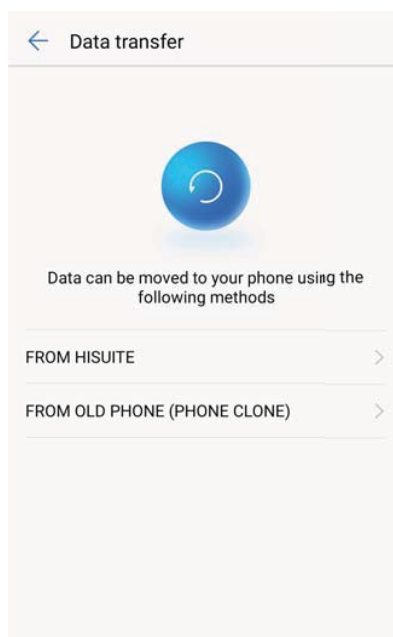 Data transfer
Data can be moved to your phone using the
following methods
FROM HISUITE
FROM OLD PHONE (PHONE CLONE)